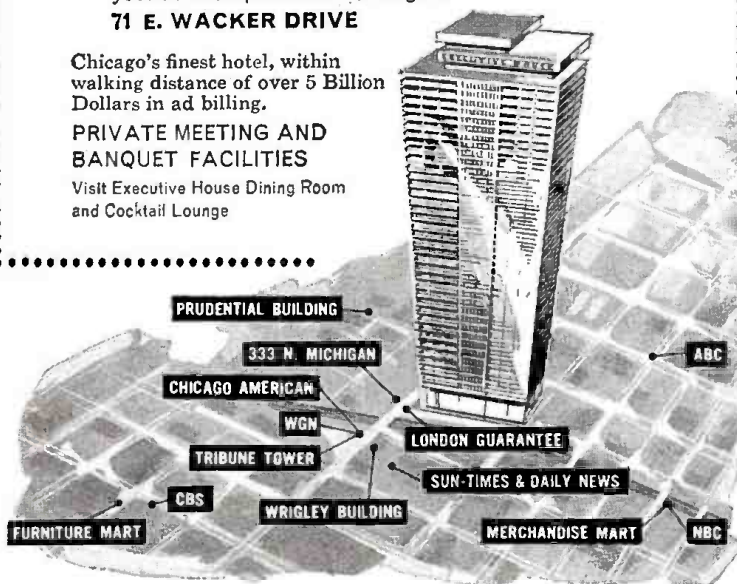 71 E. WACKER DRIVE
Chicago's finest hotel, within
walking distance of over 5 Billion
Dollars in ad billing.
PRIVATE MEETING AND
BANQUET FACILITIES
Visit Executive House Dining Room
and Cocktail Lounge
EXECUTIVE HOUSE
PRUDENTIAL BUILDING
333 N. MICHIGAN
ABC
CHICAGO AMERICAN
WGN
LONDON GUARANTEE
TRIBUNE TOWER
SUN-TIMES & DAILY NEWS
CBS
WRIGLEY BUILDING
FURNITURE MART
MERCHANDISE MART
NBC